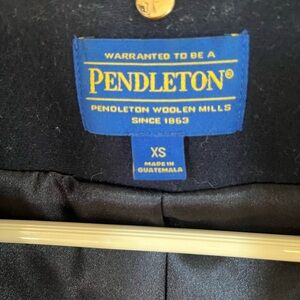 WARRANTED TO BE A
PENDLETON®
PENDLETON WOOLEN MILLS
SINCE 1863
XS
MADE IN
GUATEMALA